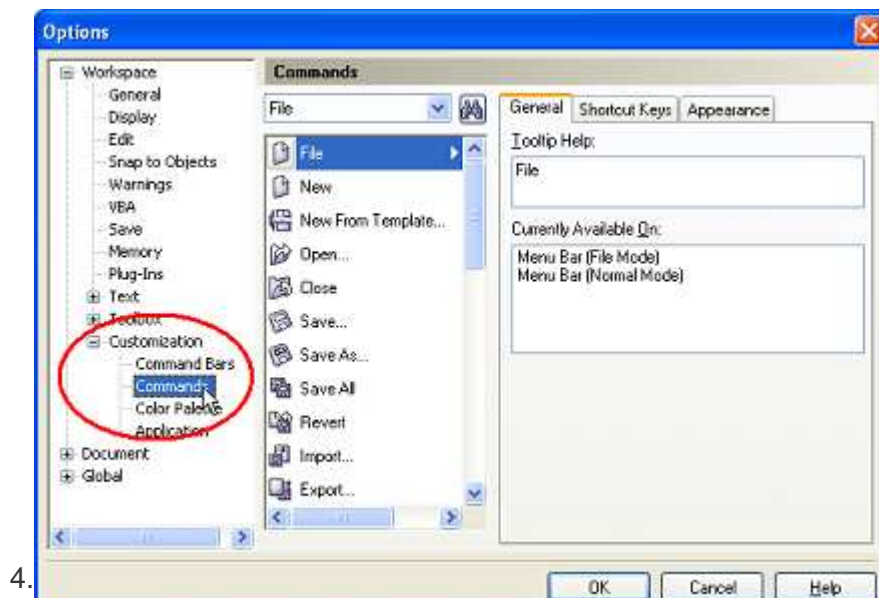 Options
Workspace
General
Display
Edit
Snap to Objects
Warnings
VBA
Save
Memory
Plug-Ins
Text
Toolbox
Customization
Command Bars
Commands
Color Palette
Application
Document
Global
Commands
File
File
New
New From Template...
Open...
Close
Save...
Save As...
Save All
Revert
Import...
Export...
General Shortcut Keys Appearance
Tooltip Help:
File
Currently Available On:
Menu Bar (File Mode)
Menu Bar (Normal Mode)
4.
OK Cancel Help